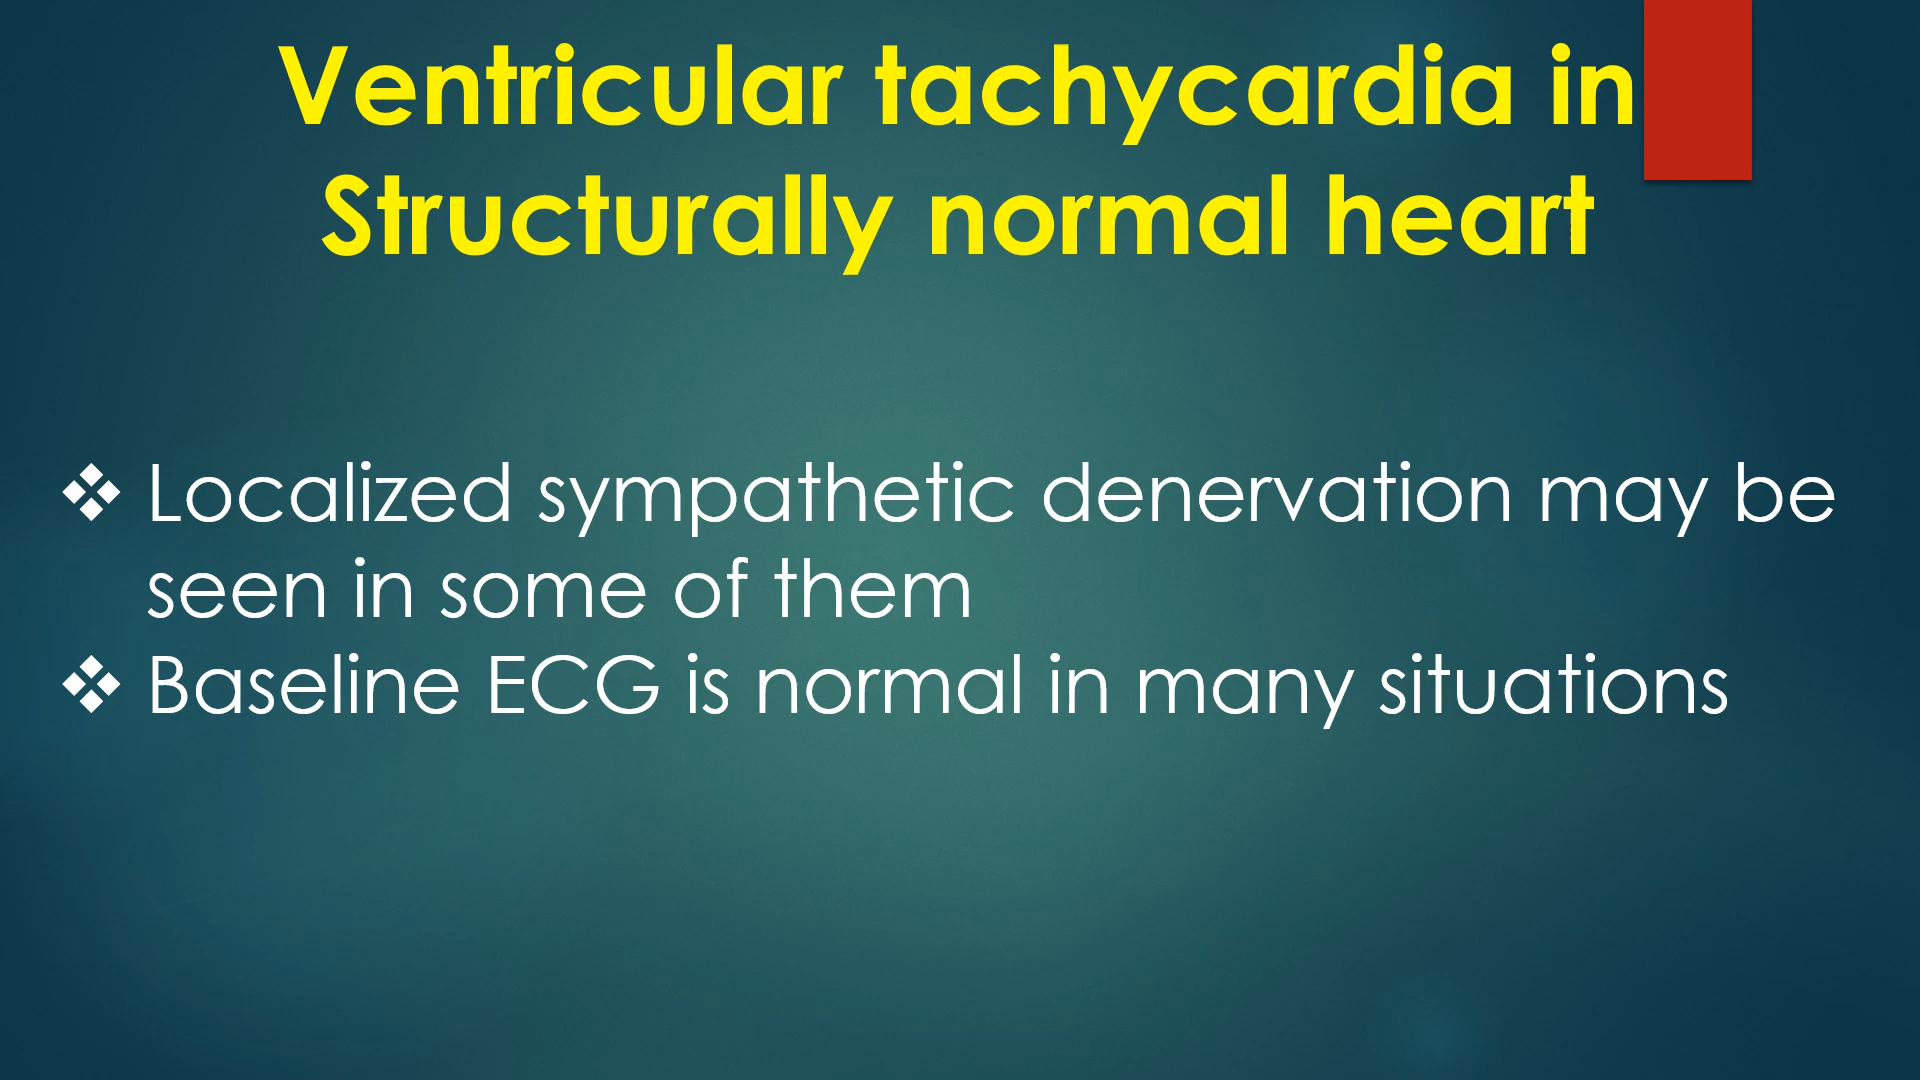 Ventricular tachycardia in
Structurally normal heart
❖ Localized sympathetic denervation may be
seen in some of them
❖ Baseline ECG is normal in many situations